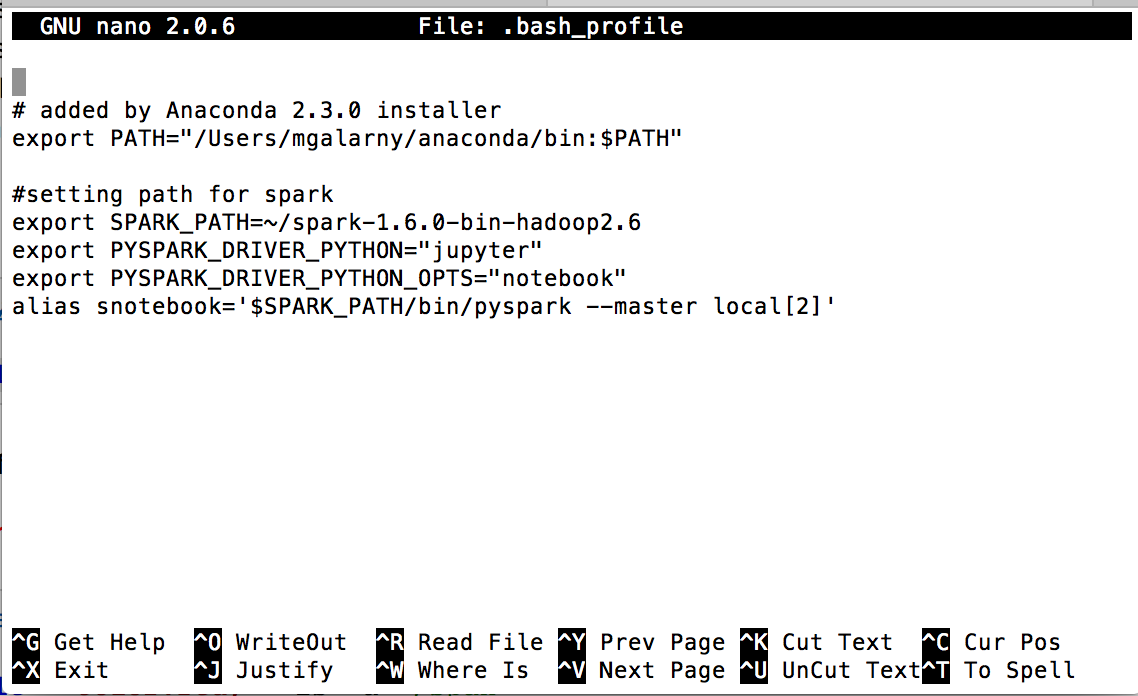 GNU nano 2.0.6 File: .bash_profile
# added by Anaconda 2.3.0 installer
export PATH="/Users/mgalarny/anaconda/bin:$PATH"
#setting path for spark
export SPARK_PATH=~/spark-1.6.0-bin-hadoop2.6
export PYSPARK_DRIVER_PYTHON="jupyter"
export PYSPARK_DRIVER_PYTHON_OPTS="notebook"
alias snotebook='$SPARK_PATH/bin/pyspark --master local[2]'
^G Get Help ^O WriteOut ^R Read File ^Y Prev Page ^K Cut Text ^C Cur Pos
^X Exit ^J Justify ^W Where Is ^V Next Page ^U UnCut Text ^T To Spell